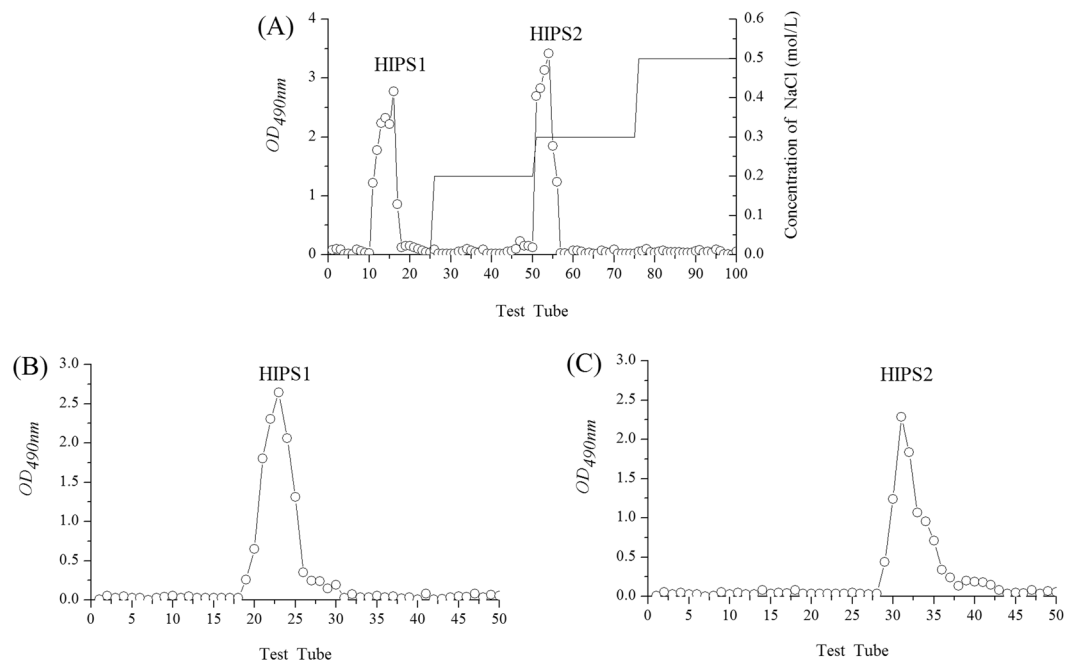 (A)
HIPS1
HIPS2
OD490nm
4
3
2
1
0
0.6
0.5
0.4
0.3
0.2
0.1
0.0
Concentration of NaCl (mol/L)
0 10 20 30 40 50 60 70 80 90 100
Test Tube
(B)
HIPS1
OD490nm
3.0
2.5
2.0
1.5
1.0
0.5
0.0
0 5 10 15 20 25 30 35 40 45 50
Test Tube
(C)
HIPS2
OD490nm
3.0
2.5
2.0
1.5
1.0
0.5
0.0
0 5 10 15 20 25 30 35 40 45 50
Test Tube